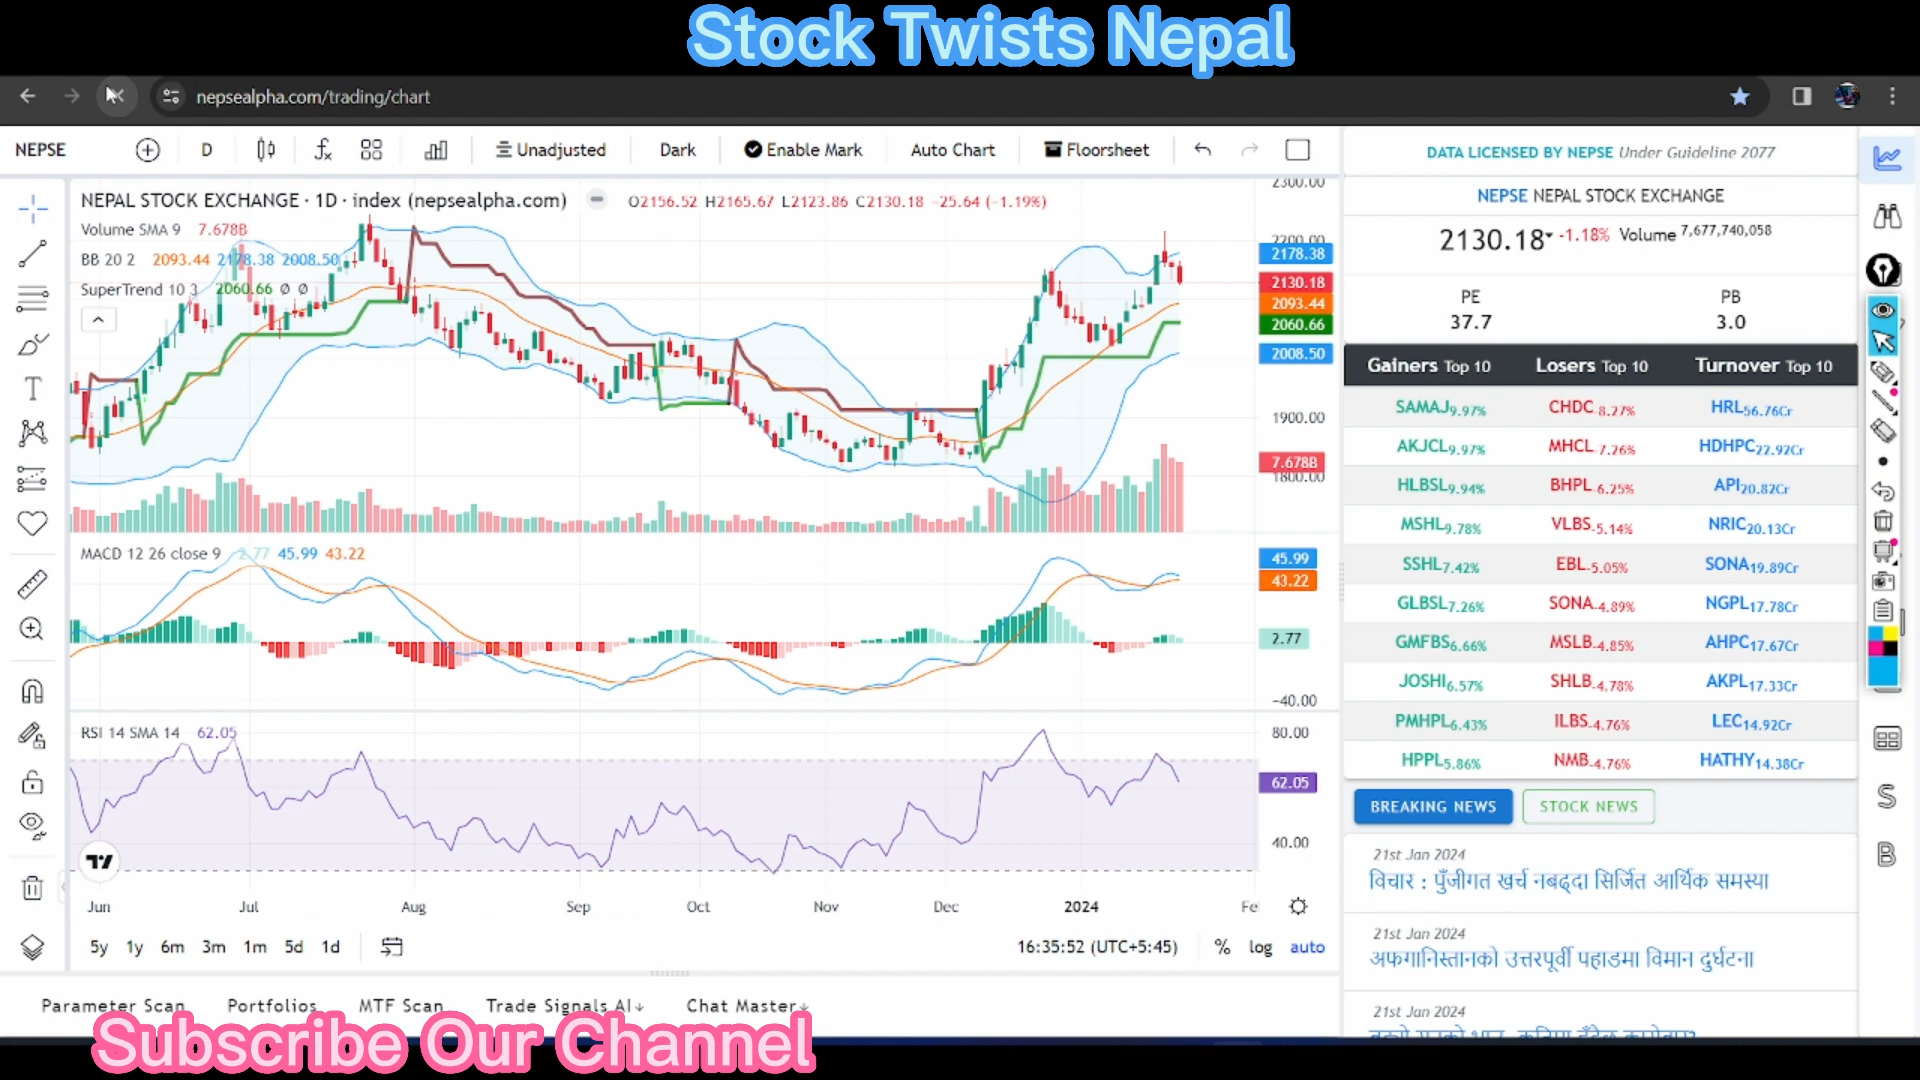 Stock Twists Nepal
nepsealpha.com/trading/chart
NEPSE D Unadjusted Dark Enable Mark Auto Chart Floorsheet
NEPAL STOCK EXCHANGE · 1D · index (nepsealpha.com) O2156.52 H2165.67 L2123.86 C2130.18 -25.64 (-1.19%)
Volume SMA 9 7.678B
BB 20 2 2093.44 2178.38 2008.50
SuperTrend 10 3 2060.66 ∅ ∅
2300.00
2200.00
2178.38
2130.18
2093.44
2060.66
2008.50
1900.00
7.678B
1800.00
MACD 12 26 close 9 2.77 45.99 43.22
45.99
43.22
2.77
−40.00
RSI 14 SMA 14 62.05
80.00
62.05
40.00
Jun Jul Aug Sep Oct Nov Dec 2024 Fe
5y 1y 6m 3m 1m 5d 1d 16:35:52 (UTC+5:45) % log auto
Parameter Scan Portfolios MTF Scan Trade Signals AI↓ Chat Master↓
Subscribe Our Channel
DATA LICENSED BY NEPSE Under Guideline 2077
NEPSE NEPAL STOCK EXCHANGE
2130.18 -1.18% Volume 7,677,740,058
PE PB
37.7 3.0
Gainers Top 10 Losers Top 10 Turnover Top 10
SAMAJ9.97% CHDC-8.27% HRL56.76Cr
AKJCL9.97% MHCL-7.26% HDHPC22.92Cr
HLBSL9.94% BHPL-6.25% API20.82Cr
MSHL9.78% VLBS-5.14% NRIC20.13Cr
SSHL7.42% EBL-5.05% SONA19.89Cr
GLBSL7.26% SONA-4.89% NGPL17.78Cr
GMFBS6.66% MSLB-4.85% AHPC17.67Cr
JOSHI6.57% SHLB-4.78% AKPL17.33Cr
PMHPL6.43% ILBS-4.76% LEC14.92Cr
HPPL5.86% NMB-4.76% HATHY14.38Cr
BREAKING NEWS STOCK NEWS
21st Jan 2024
विचार : पुँजीगत खर्च नबढ्दा सिर्जित आर्थिक समस्या
21st Jan 2024
अफगानिस्तानको उत्तरपूर्वी पहाडमा विमान दुर्घटना
21st Jan 2024
S
B